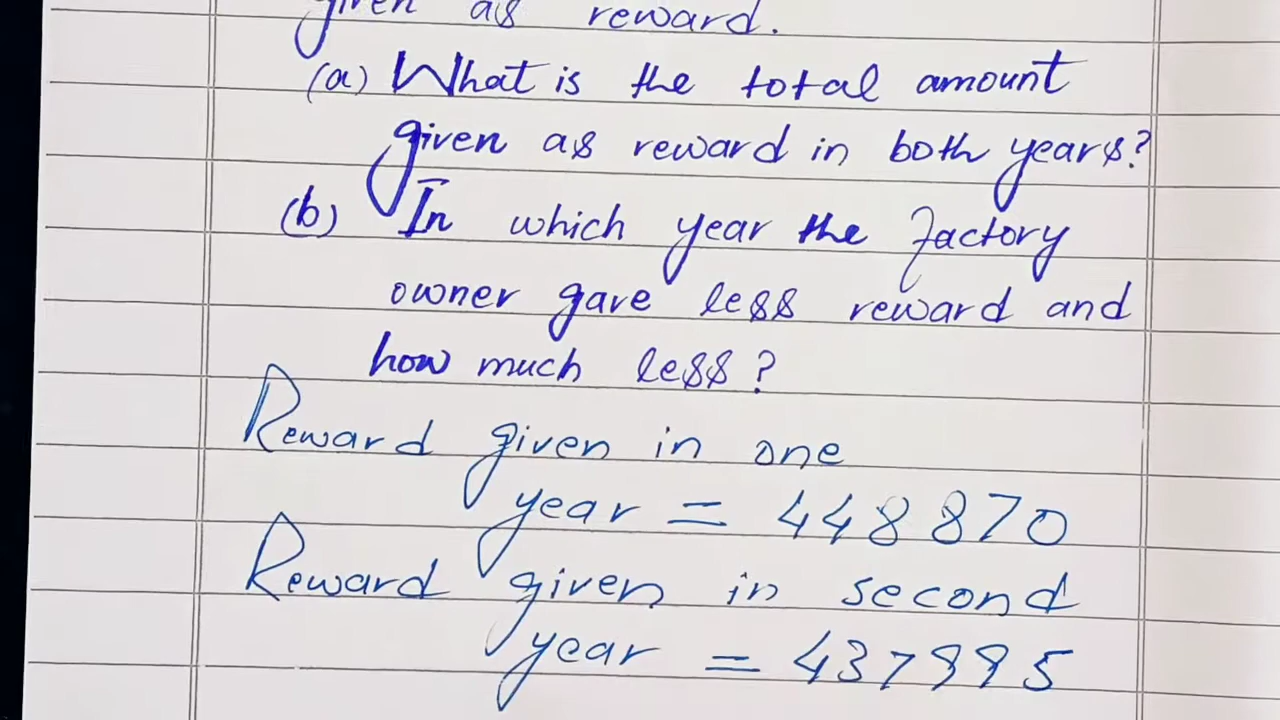 given as reward.
(a) What is the total amount
given as reward in both years?
(b) In which year the factory
owner gave less reward and
how much less?
Reward given in one
year = 448870
Reward given in second
year = 437995